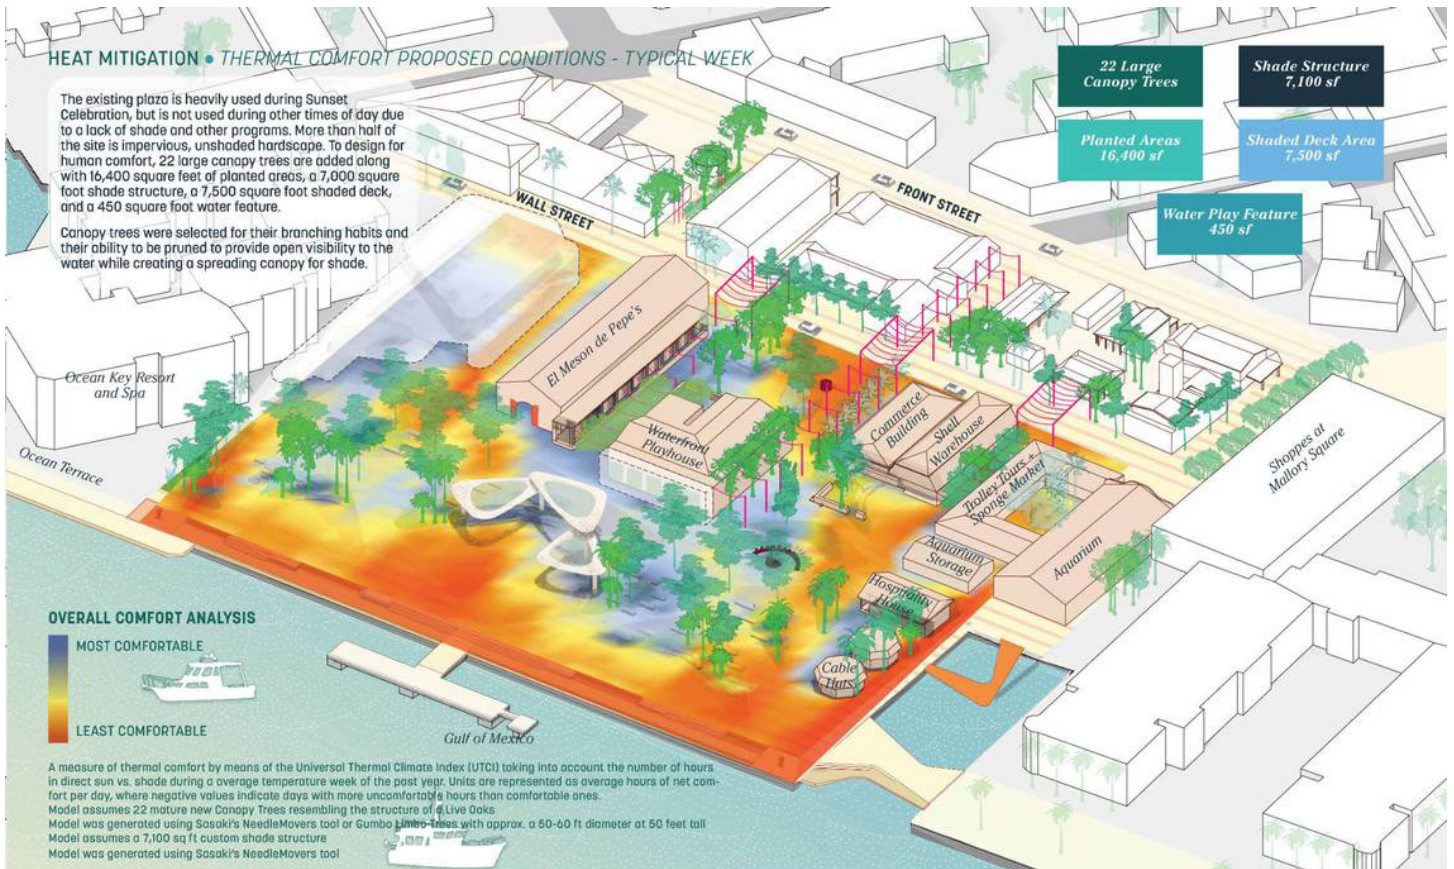 HEAT MITIGATION • THERMAL COMFORT PROPOSED CONDITIONS - TYPICAL WEEK
The existing plaza is heavily used during Sunset
Celebration, but is not used during other times of day due
to a lack of shade and other programs. More than half of
the site is impervious, unshaded hardscape. To design for
human comfort, 22 large canopy trees are added along
with 16,400 square feet of planted areas, a 7,000 square
foot shade structure, a 7,500 square foot shaded deck,
and a 450 square foot water feature.
Canopy trees were selected for their branching habits and
their ability to be pruned to provide open visibility to the
water while creating a spreading canopy for shade.
22 Large
Canopy Trees
Shade Structure
7,100 sf
Planted Areas
16,400 sf
Shaded Deck Area
7,500 sf
Water Play Feature
450 sf
WALL STREET
FRONT STREET
El Meson de Pepe's
Ocean Key Resort
and Spa
Ocean Terrace
Waterfront
Playhouse
Commerce
Building
Shell
Warehouse
Trolley Tours +
Sponge Market
Shoppes at
Mallory Square
Aquarium
Storage
Aquarium
Hospitality
House
Cable
Huts
Gulf of Mexico
OVERALL COMFORT ANALYSIS
MOST COMFORTABLE
LEAST COMFORTABLE
A measure of thermal comfort by means of the Universal Thermal Climate Index (UTCI) taking into account the number of hours
in direct sun vs. shade during a average temperature week of the past year. Units are represented as average hours of net com-
fort per day, where negative values indicate days with more uncomfortable hours than comfortable ones.
Model assumes 22 mature new Canopy Trees resembling the structure of a Live Oaks
Model was generated using Sasaki's NeedleMovers tool or Gumbo Limbo Trees with approx. a 50-60 ft diameter at 50 feet tall
Model assumes a 7,100 sq ft custom shade structure
Model was generated using Sasaki's NeedleMovers tool